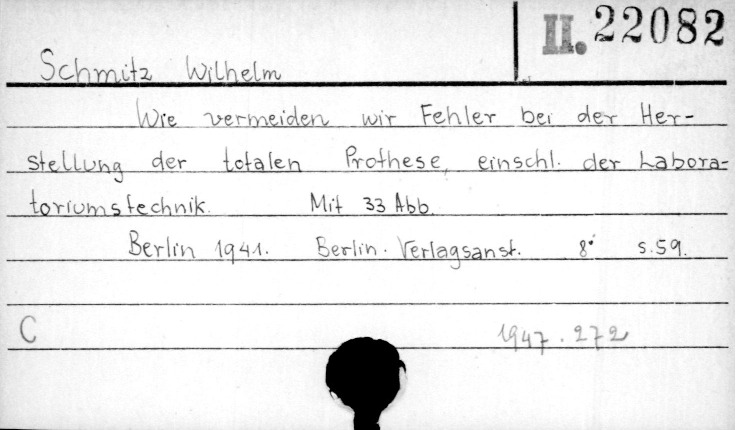 II. 22082
Schmitz Wilhelm
Wie vermeiden wir Fehler bei der Her-
stellung der totalen Prothese, einschl. der Labora-
toriumstechnik. Mit 33 Abb.
Berlin 1941. Berlin. Verlagsanst. 8° s.59.
C 1947.272